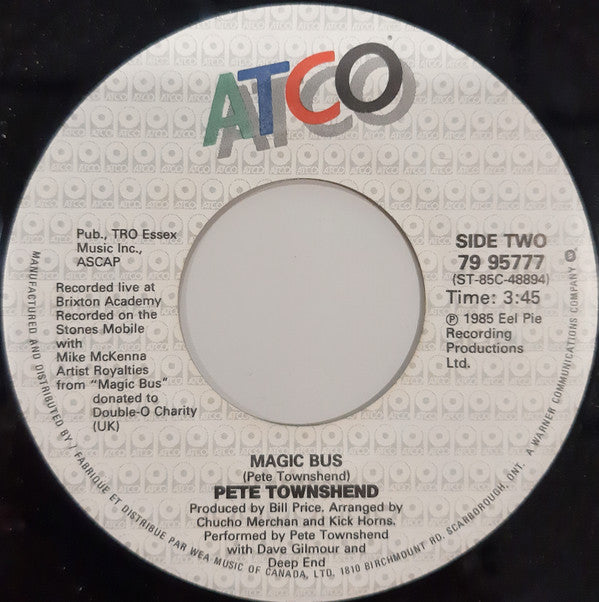 ATCO
Pub., TRO Essex
Music Inc.,
ASCAP
Recorded live at
Brixton Academy
Recorded on the
Stones Mobile
with
Mike McKenna
Artist Royalties
from “Magic Bus”
donated to
Double-O Charity
(UK)
SIDE TWO
79 95777
(ST-85C-48894)
Time: 3:45
Ⓟ 1985 Eel Pie
Recording
Productions
Ltd.
MAGIC BUS
(Pete Townshend)
PETE TOWNSHEND
Produced by Bill Price. Arranged by
Chucho Merchan and Kick Horns.
Performed by Pete Townshend
with Dave Gilmour and
Deep End
MANUFACTURED AND DISTRIBUTED BY / FABRIQUE ET DISTRIBUE PAR WEA MUSIC OF CANADA, LTD. 1810 BIRCHMOUNT RD. SCARBOROUGH, ONT. A WARNER COMMUNICATIONS COMPANY